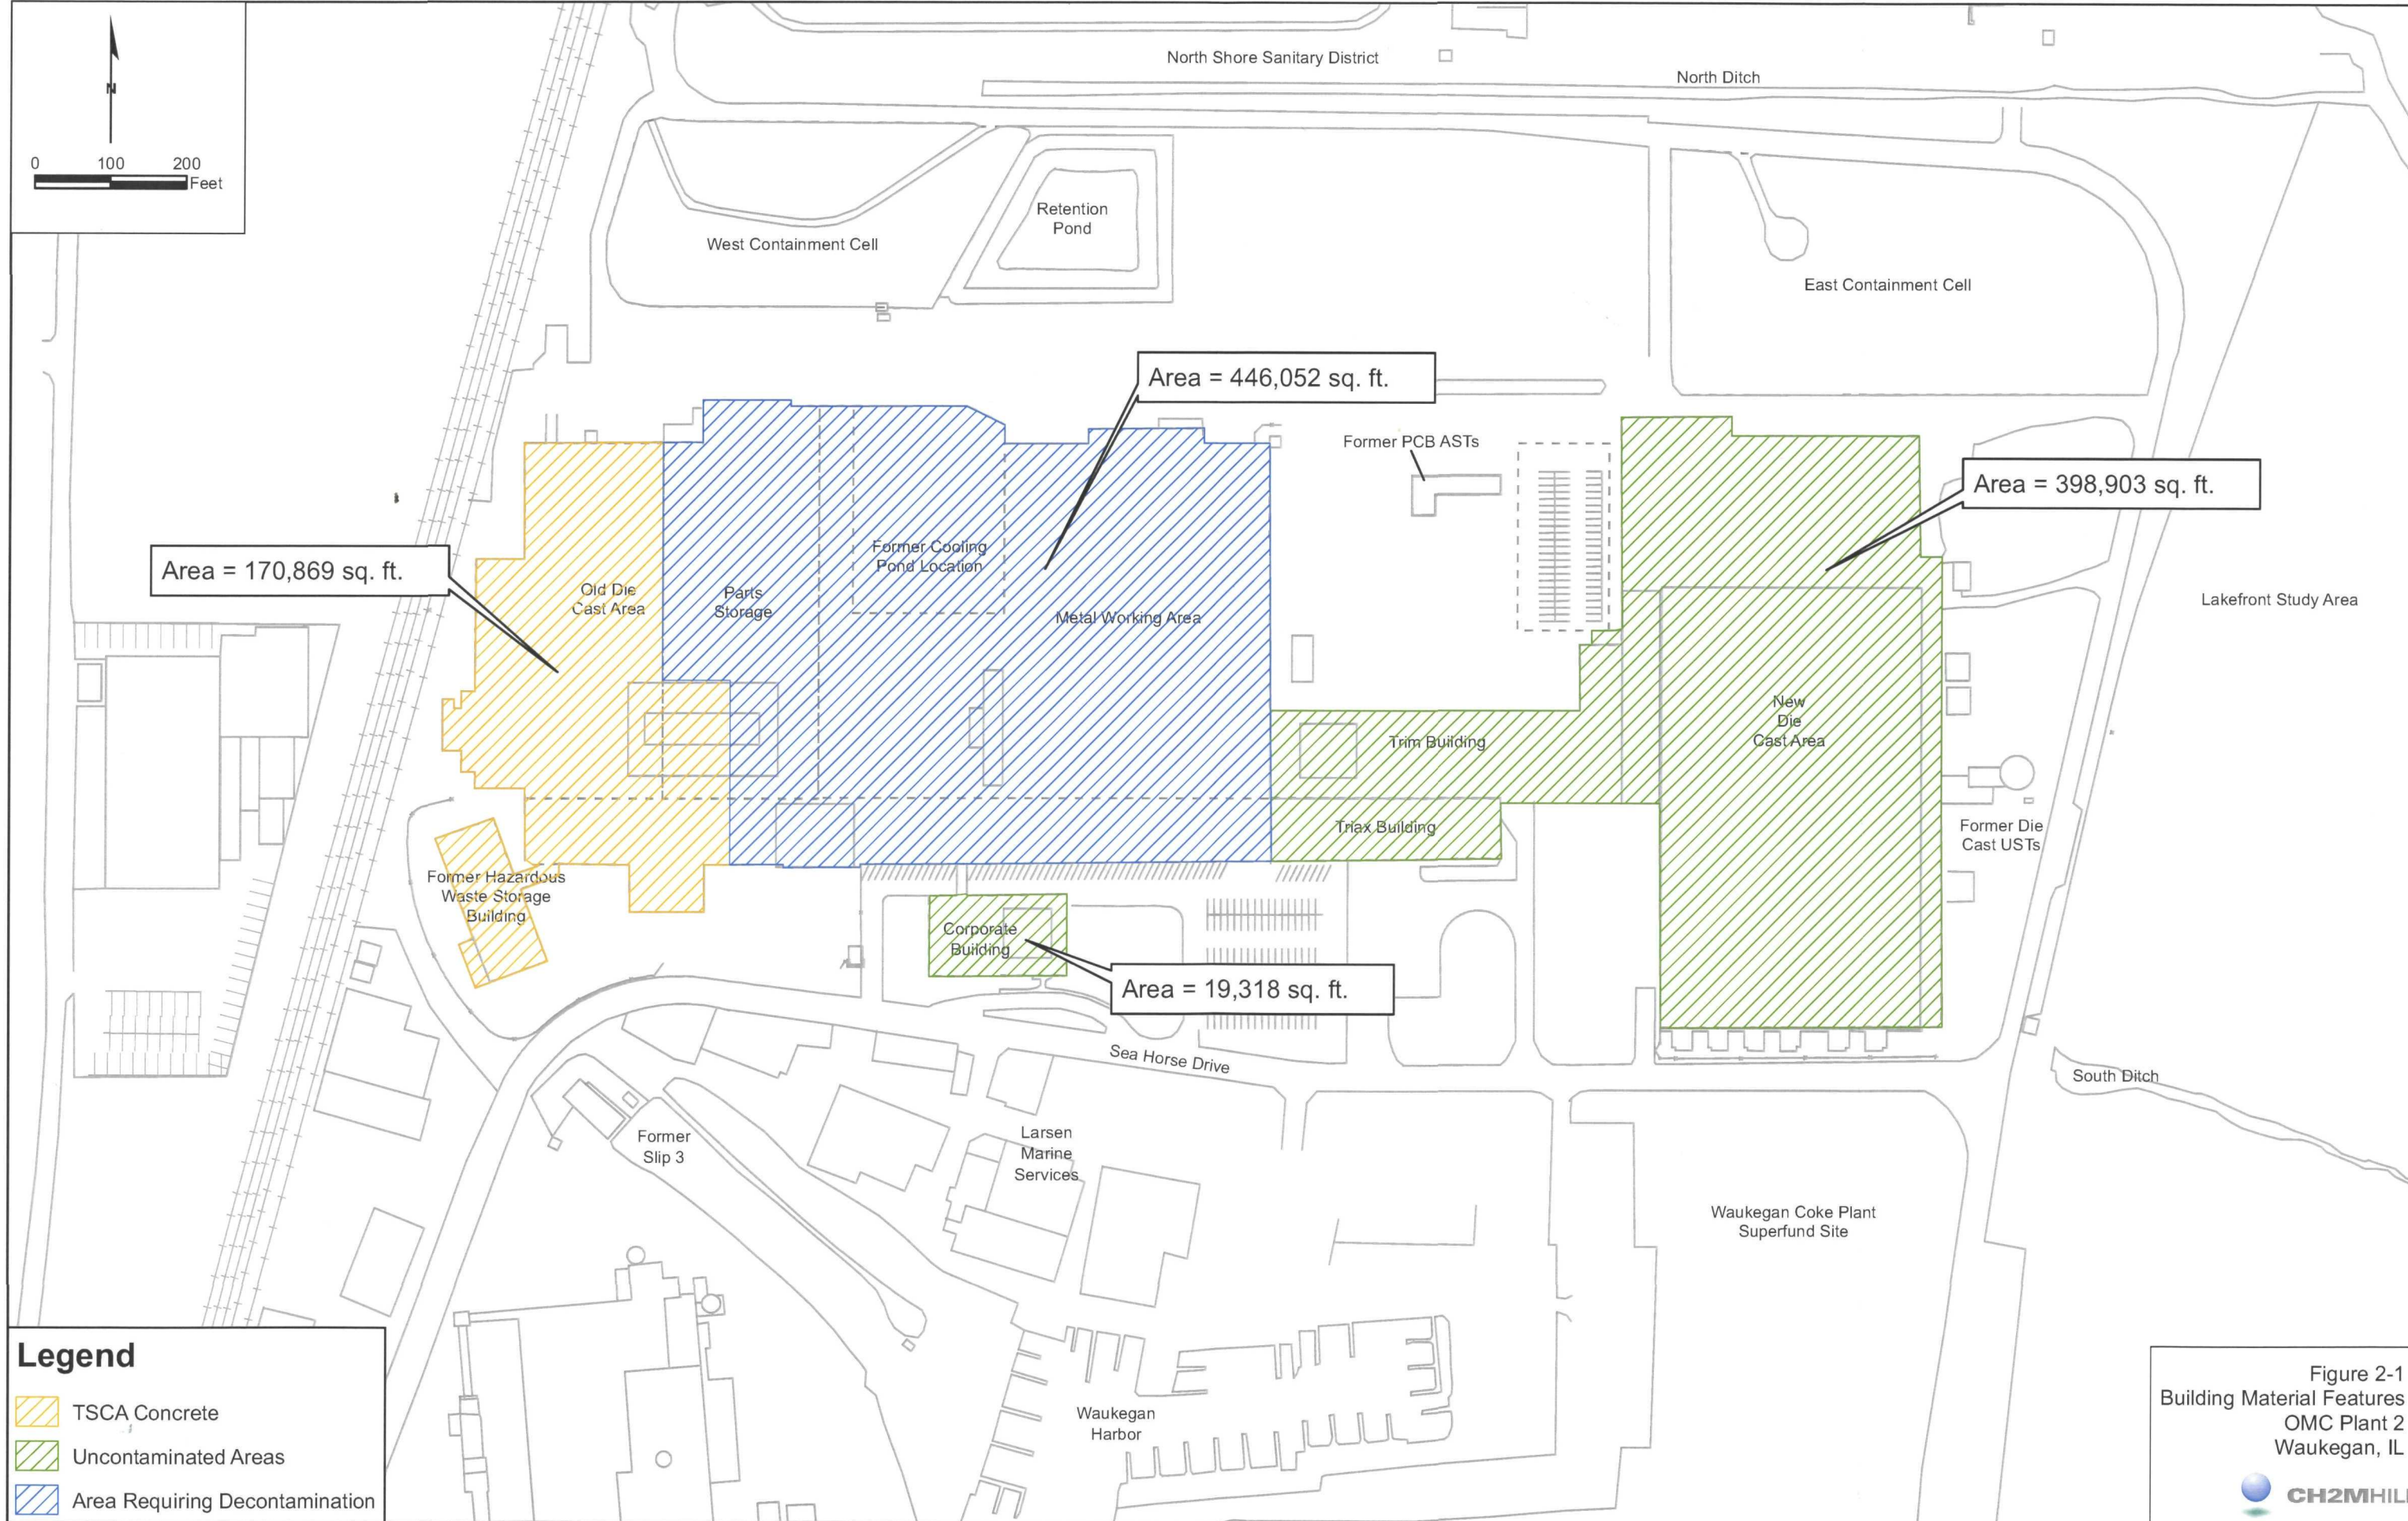 North Shore Sanitary District
North Ditch
N
0 100 200
Feet
West Containment Cell
Retention
Pond
East Containment Cell
Area = 446,052 sq. ft.
Former PCB ASTs
Area = 398,903 sq. ft.
Area = 170,869 sq. ft.
Old Die
Cast Area
Parts
Storage
Former Cooling
Pond Location
Metal Working Area
Lakefront Study Area
New
Die
Cast Area
Trim Building
Triax Building
Former Die
Cast USTs
Former Hazardous
Waste Storage
Building
Corporate
Building
Area = 19,318 sq. ft.
Sea Horse Drive
South Ditch
Former
Slip 3
Larsen
Marine
Services
Waukegan Coke Plant
Superfund Site
Waukegan
Harbor
Legend
TSCA Concrete
Uncontaminated Areas
Area Requiring Decontamination
Figure 2-1
Building Material Features
OMC Plant 2
Waukegan, IL
CH2MHILL